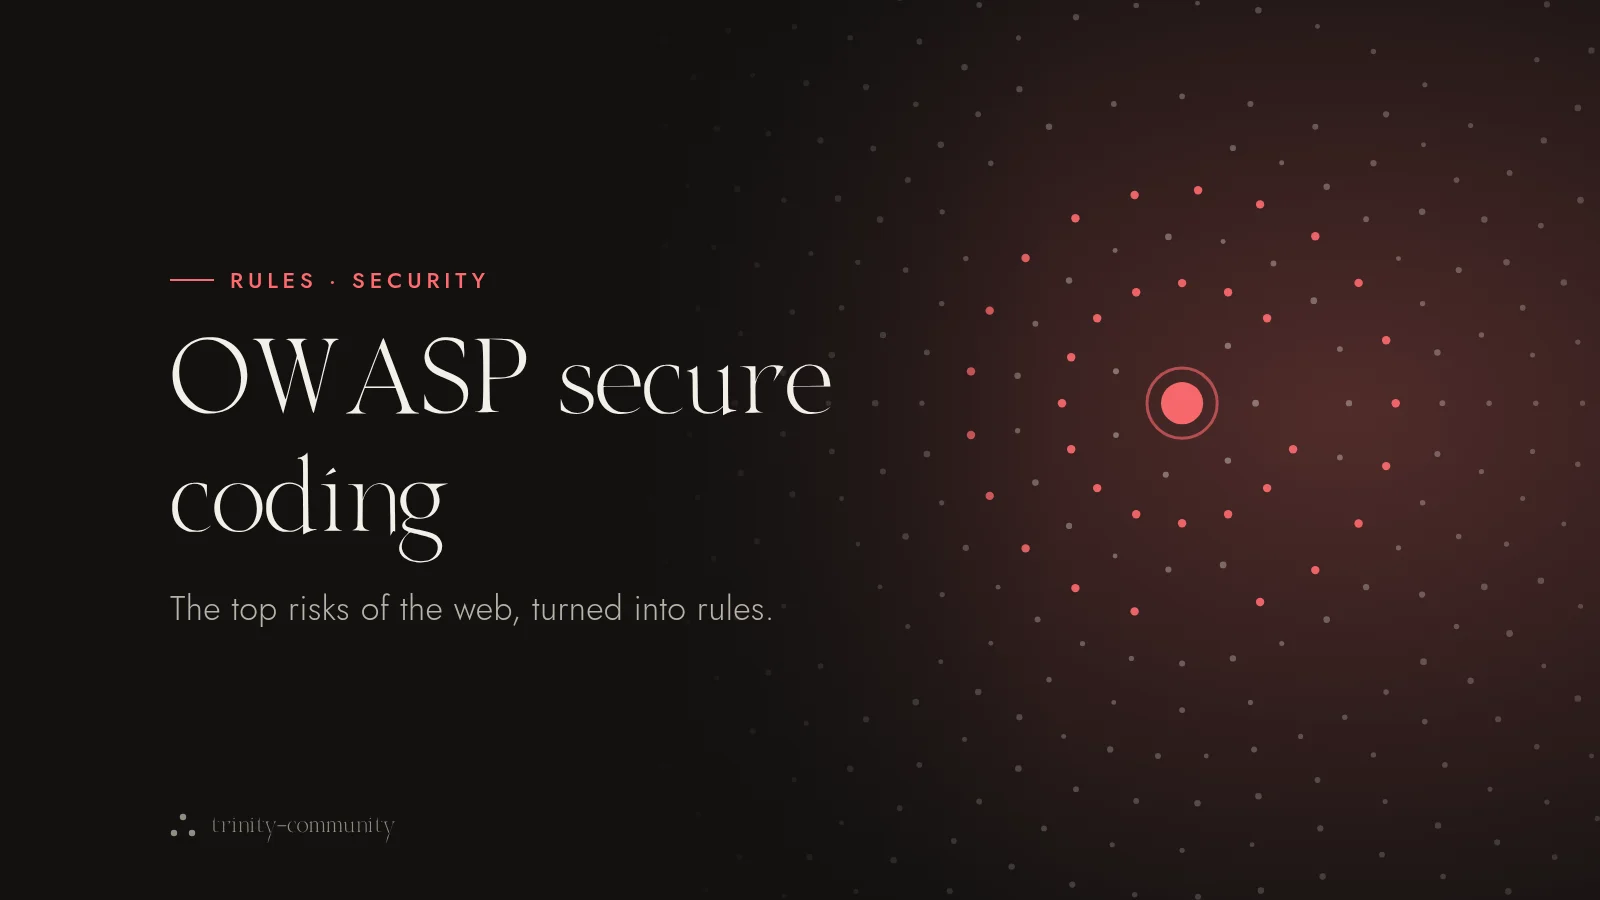 RULES · SECURITY
OWASP secure
coding
The top risks of the web, turned into rules.
trinity-community